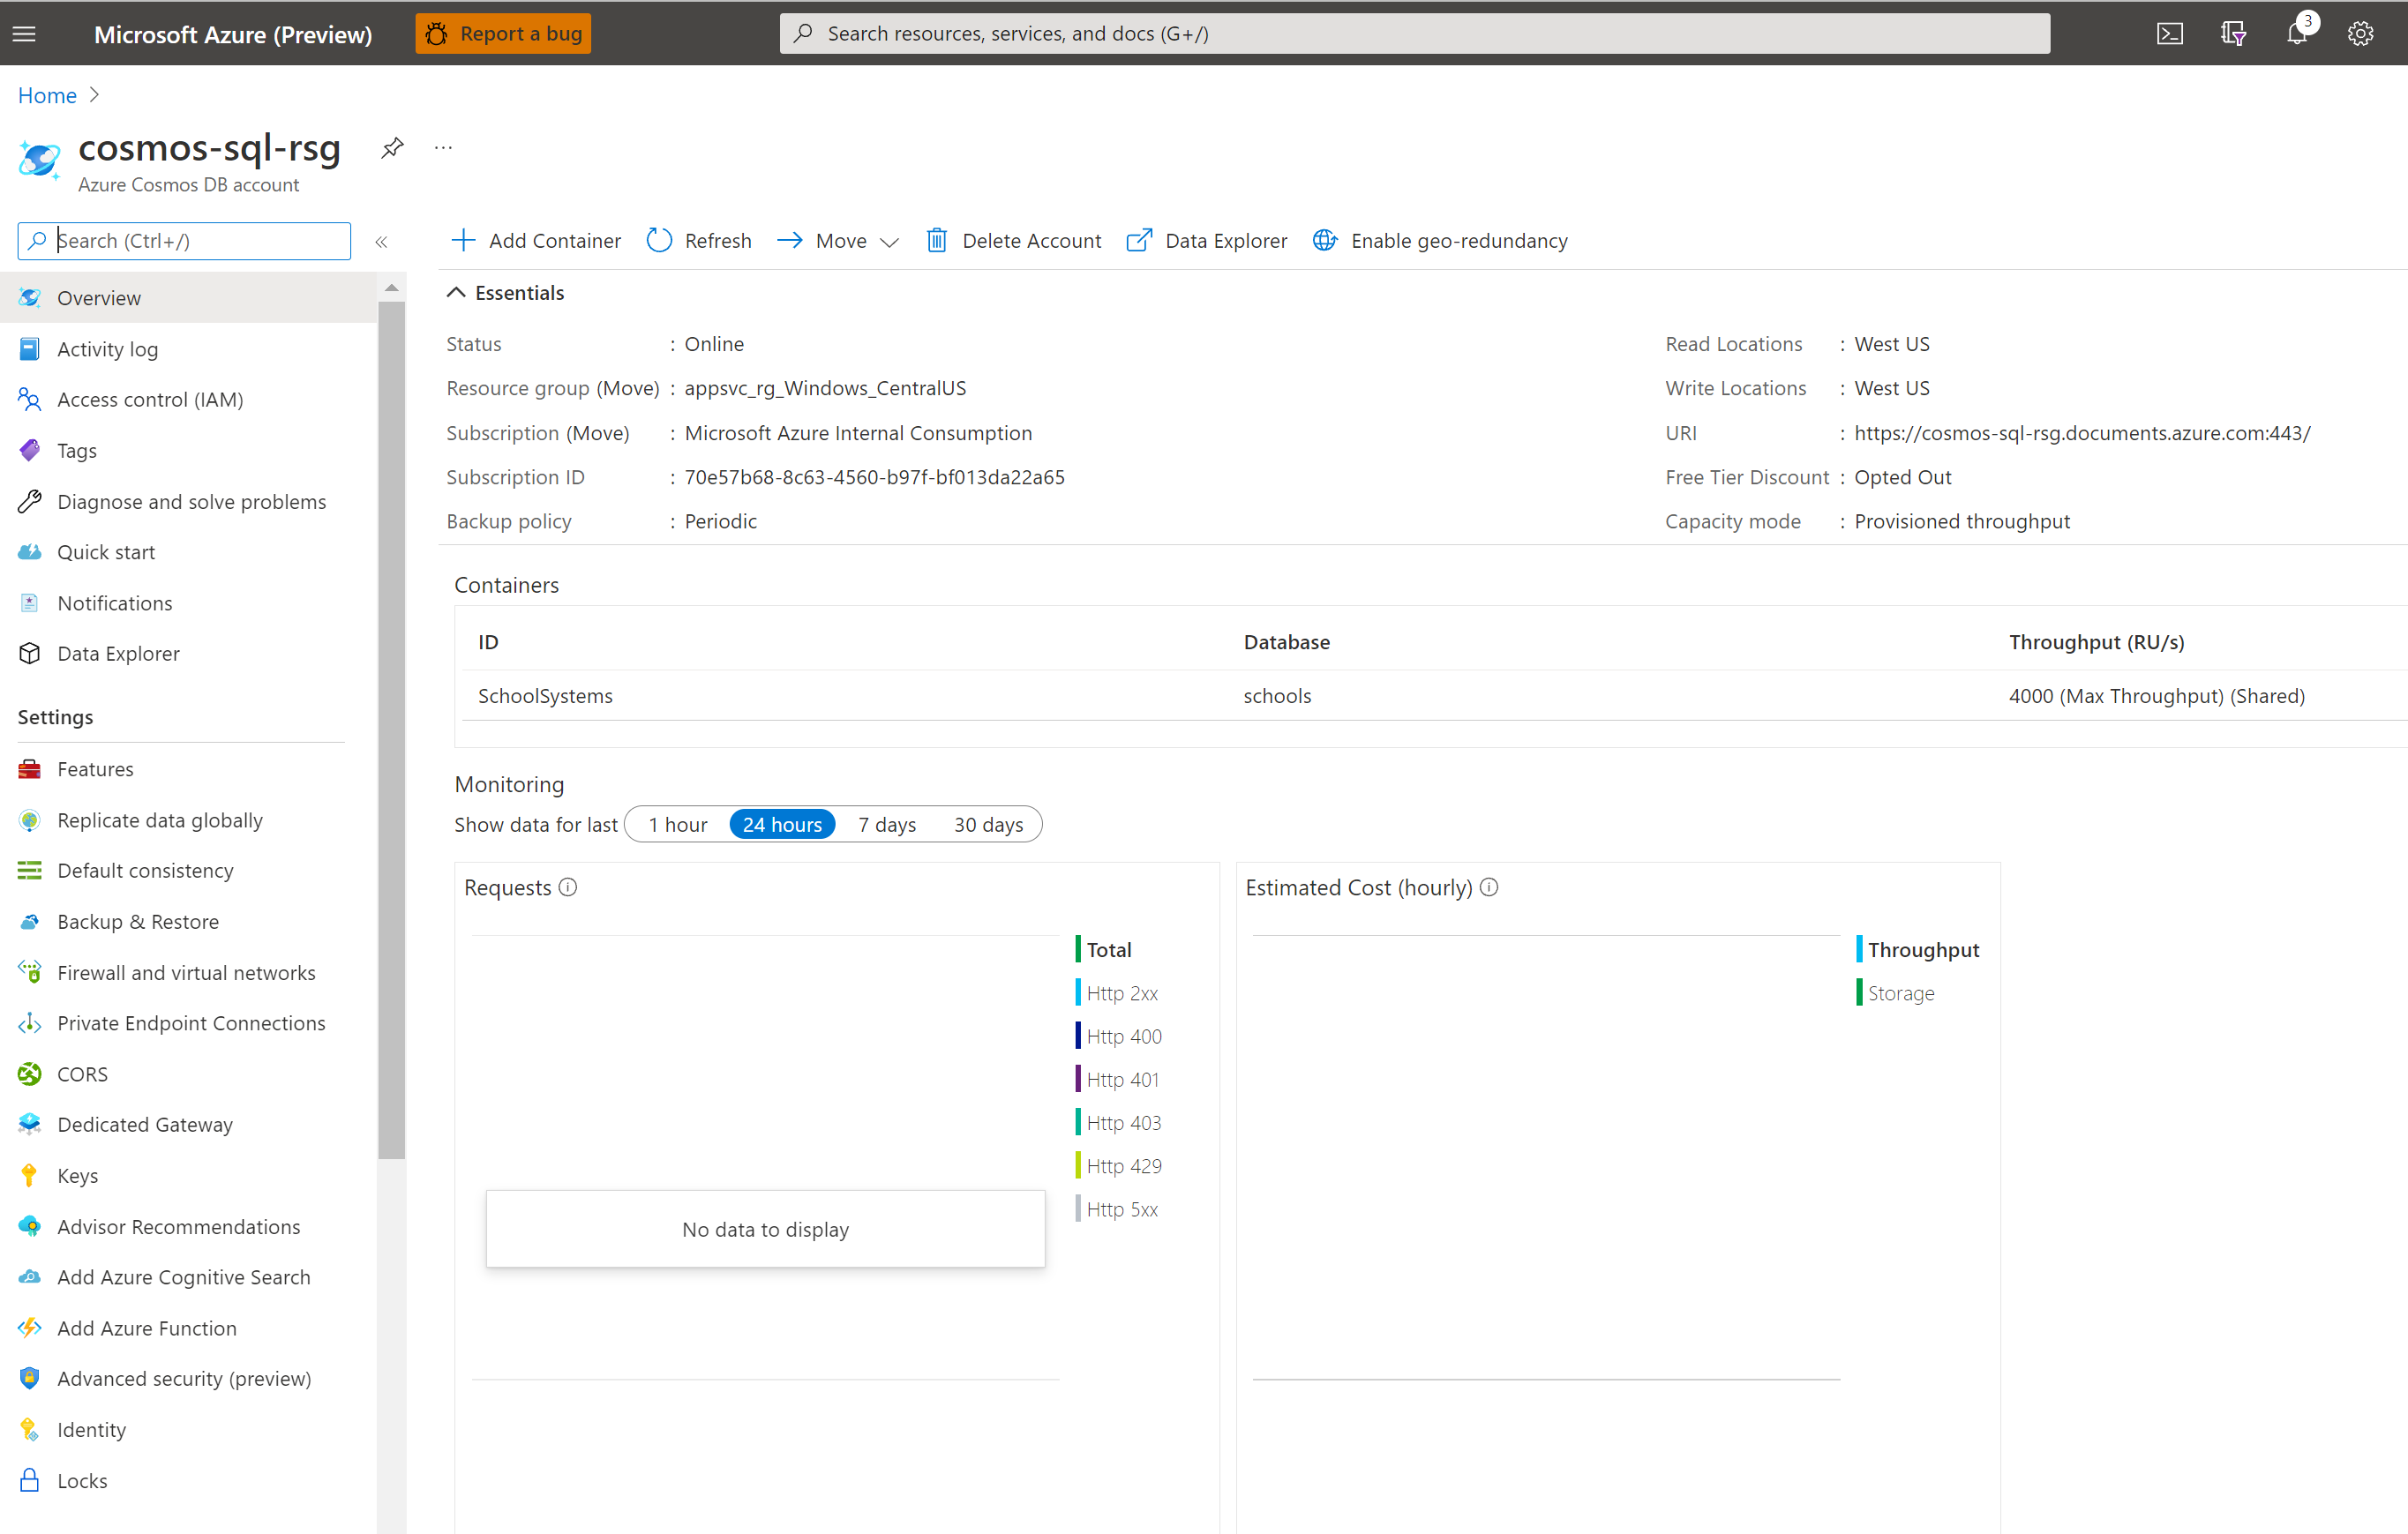 Microsoft Azure (Preview)
Report a bug
Search resources, services, and docs (G+/)
3
Home
cosmos-sql-rsg
...
Azure Cosmos DB account
Search (Ctrl+/)
«
Add Container
Refresh
Move
Delete Account
Data Explorer
Enable geo-redundancy
Overview
Activity log
Access control (IAM)
Tags
Diagnose and solve problems
Quick start
Notifications
Data Explorer
Settings
Features
Replicate data globally
Default consistency
Backup & Restore
Firewall and virtual networks
Private Endpoint Connections
CORS
Dedicated Gateway
Keys
Advisor Recommendations
Add Azure Cognitive Search
Add Azure Function
Advanced security (preview)
Identity
Locks
Essentials
Status : Online
Resource group (Move) : appsvc_rg_Windows_CentralUS
Subscription (Move) : Microsoft Azure Internal Consumption
Subscription ID : 70e57b68-8c63-4560-b97f-bf013da22a65
Backup policy : Periodic
Read Locations : West US
Write Locations : West US
URI : https://cosmos-sql-rsg.documents.azure.com:443/
Free Tier Discount : Opted Out
Capacity mode : Provisioned throughput
Containers
ID Database Throughput (RU/s)
SchoolSystems schools 4000 (Max Throughput) (Shared)
Monitoring
Show data for last 1 hour 24 hours 7 days 30 days
Requests
Total
Http 2xx
Http 400
Http 401
Http 403
Http 429
Http 5xx
No data to display
Estimated Cost (hourly)
Throughput
Storage